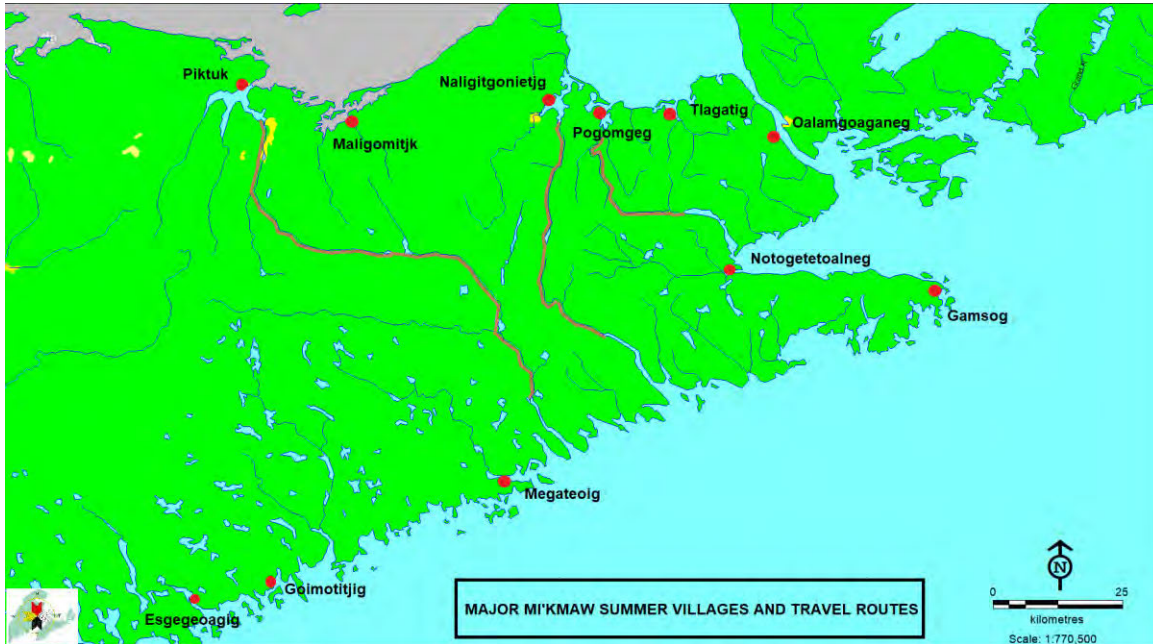 Piktuk
Naligitgonietjg
Maligomitjk
Pogomgeg
Tlagatig
Oalamgoaganeg
Notogetetoalneg
Gamsog
Megateoig
Goimotitjig
Esgegeoagig
MAJOR MI'KMAW SUMMER VILLAGES AND TRAVEL ROUTES
N
0 25
kilometres
Scale: 1:770,500